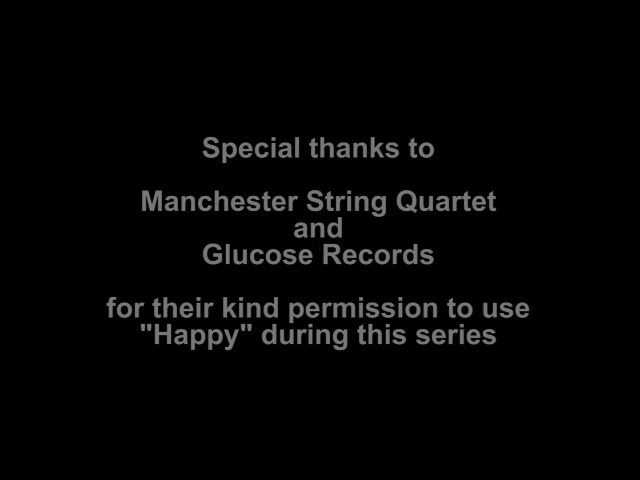 Special thanks to
Manchester String Quartet
and
Glucose Records
for their kind permission to use
"Happy" during this series